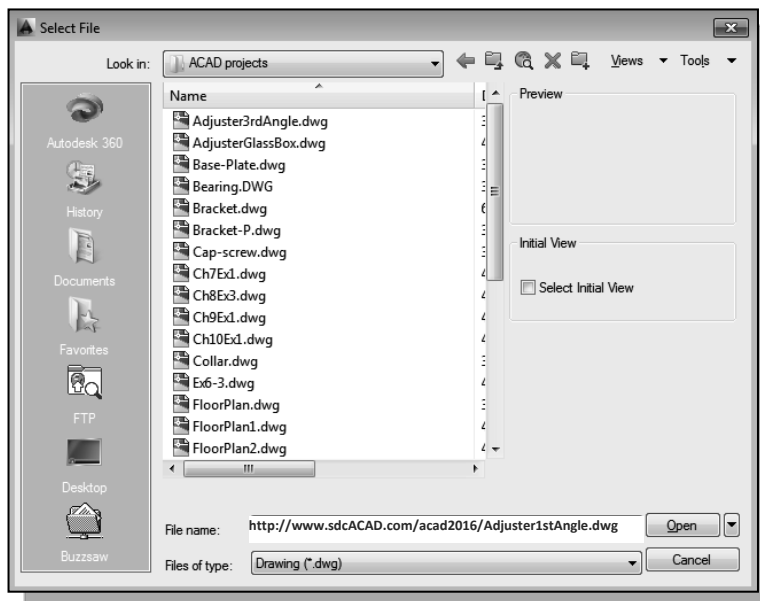 Select File
Look in: ACAD projects Views Tools
Name
Preview
Autodesk 360
History
Documents
Favorites
FTP
Desktop
Buzzsaw
Adjuster3rdAngle.dwg
AdjusterGlassBox.dwg
Base-Plate.dwg
Bearing.DWG
Bracket.dwg
Bracket-P.dwg
Cap-screw.dwg
Ch7Ex1.dwg
Ch8Ex3.dwg
Ch9Ex1.dwg
Ch10Ex1.dwg
Collar.dwg
Ex6-3.dwg
FloorPlan.dwg
FloorPlan1.dwg
FloorPlan2.dwg
Initial View
Select Initial View
File name: http://www.sdcACAD.com/acad2016/Adjuster1stAngle.dwg Open
Files of type: Drawing (*.dwg) Cancel